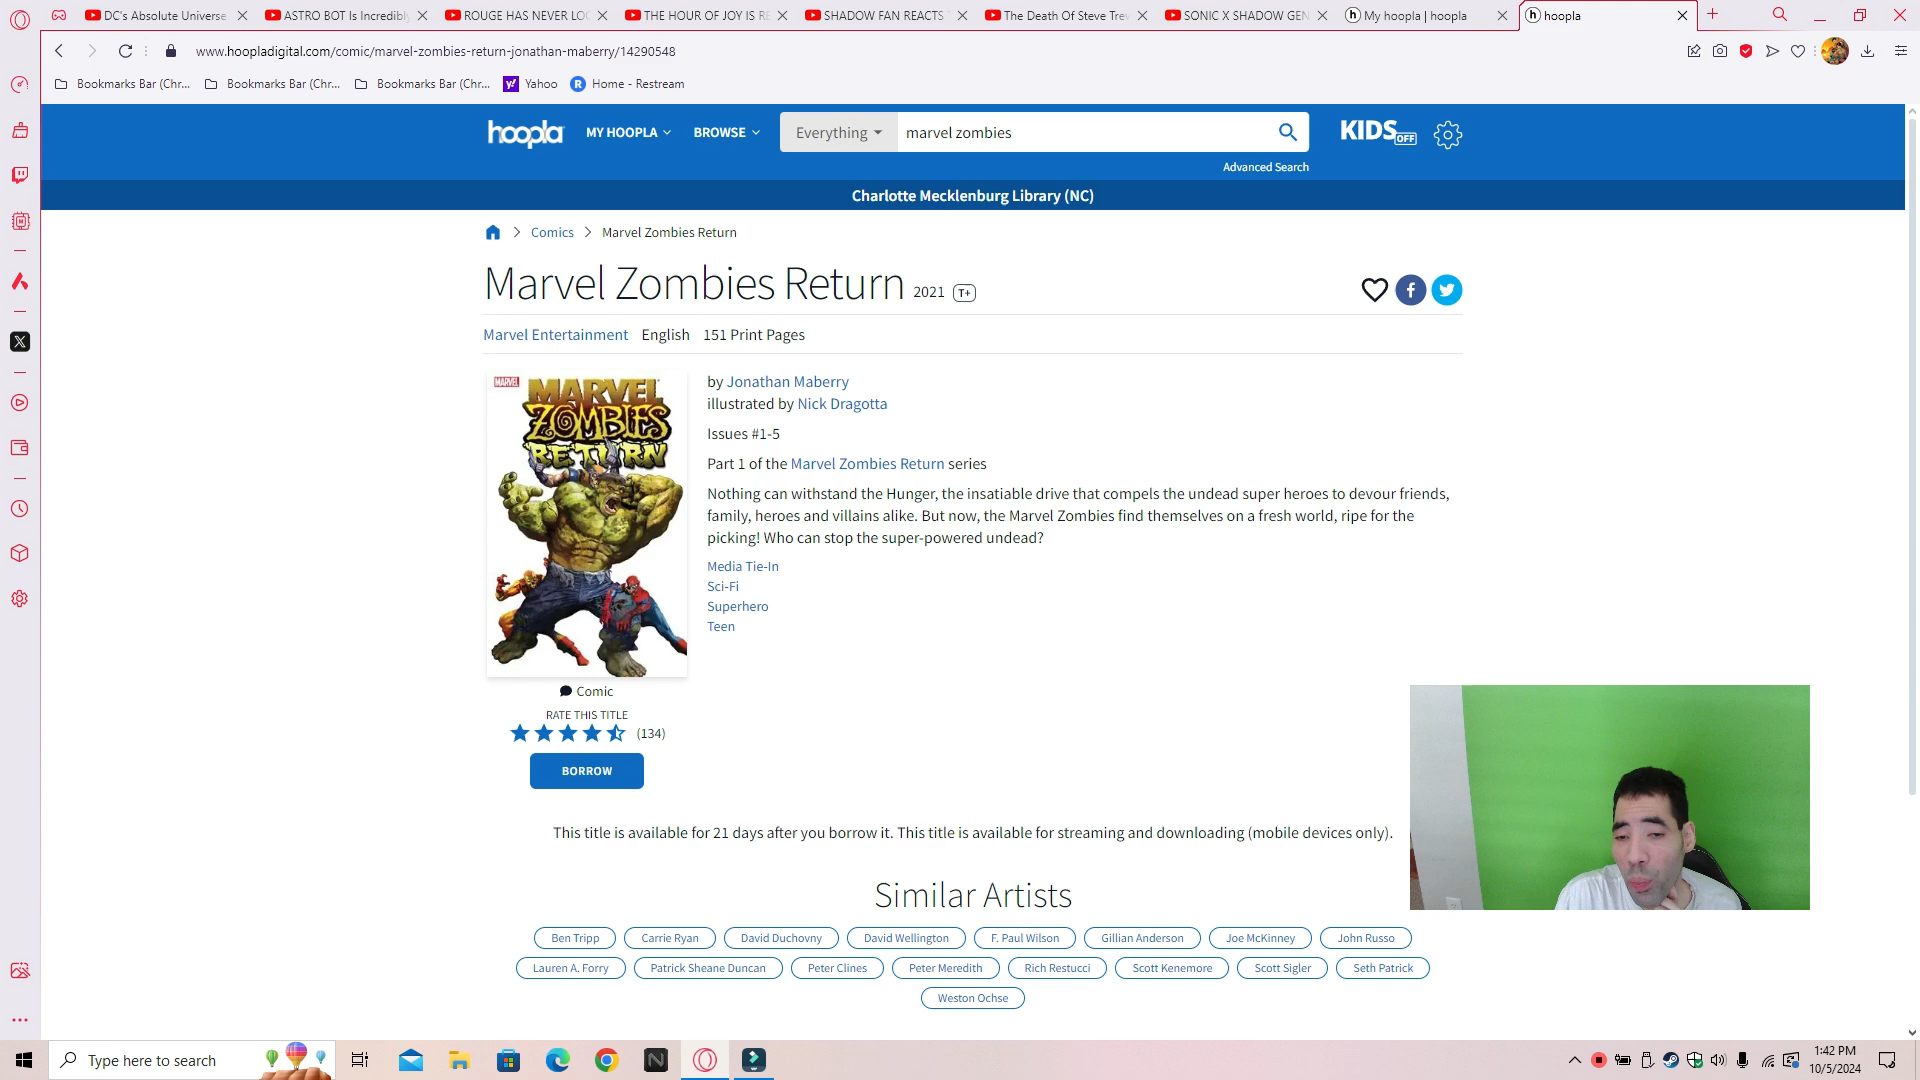 DC's Absolute Universe
ASTRO BOT Is Incredibly
ROUGE HAS NEVER LOO
THE HOUR OF JOY IS RE
SHADOW FAN REACTS
The Death Of Steve Trev
SONIC X SHADOW GEN
My hoopla | hoopla
hoopla
www.hoopladigital.com/comic/marvel-zombies-return-jonathan-maberry/14290548
Bookmarks Bar (Chr...
Bookmarks Bar (Chr...
Bookmarks Bar (Chr...
Yahoo
Home - Restream
hoopla
MY HOOPLA
BROWSE
Everything
marvel zombies
KIDS OFF
Advanced Search
Charlotte Mecklenburg Library (NC)
Comics
Marvel Zombies Return
Marvel Zombies Return 2021 T+
Marvel Entertainment English 151 Print Pages
MARVEL
MARVEL
ZOMBIES
RETURN
by Jonathan Maberry
illustrated by Nick Dragotta
Issues #1-5
Part 1 of the Marvel Zombies Return series
Nothing can withstand the Hunger, the insatiable drive that compels the undead super heroes to devour friends,
family, heroes and villains alike. But now, the Marvel Zombies find themselves on a fresh world, ripe for the
picking! Who can stop the super-powered undead?
Media Tie-In
Sci-Fi
Superhero
Teen
Comic
RATE THIS TITLE
(134)
BORROW
This title is available for 21 days after you borrow it. This title is available for streaming and downloading (mobile devices only).
Similar Artists
Ben Tripp
Carrie Ryan
David Duchovny
David Wellington
F. Paul Wilson
Gillian Anderson
Joe McKinney
John Russo
Lauren A. Forry
Patrick Sheane Duncan
Peter Clines
Peter Meredith
Rich Restucci
Scott Kenemore
Scott Sigler
Seth Patrick
Weston Ochse
Type here to search
1:42 PM
10/5/2024